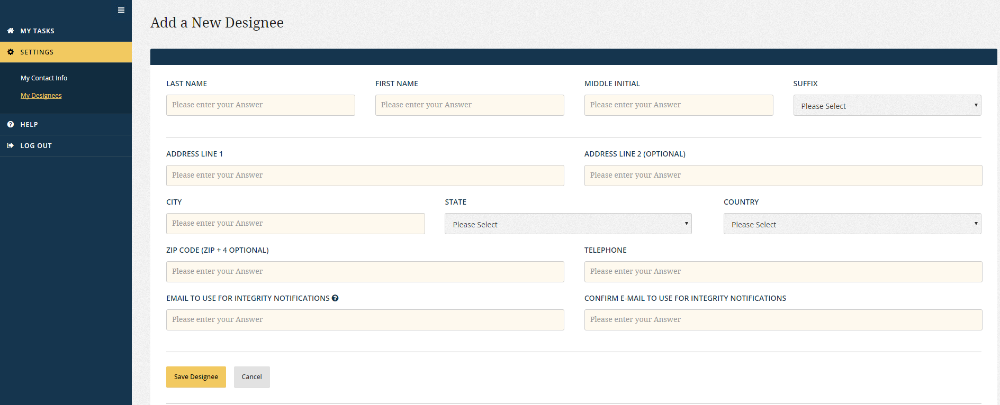 MY TASKS
SETTINGS
My Contact Info
My Designees
HELP
LOG OUT
Add a New Designee
LAST NAME FIRST NAME MIDDLE INITIAL SUFFIX
Please enter your Answer Please enter your Answer Please enter your Answer Please Select
ADDRESS LINE 1 ADDRESS LINE 2 (OPTIONAL)
Please enter your Answer Please enter your Answer
CITY STATE COUNTRY
Please enter your Answer Please Select Please Select
ZIP CODE (ZIP + 4 OPTIONAL) TELEPHONE
Please enter your Answer Please enter your Answer
EMAIL TO USE FOR INTEGRITY NOTIFICATIONS CONFIRM E-MAIL TO USE FOR INTEGRITY NOTIFICATIONS
Please enter your Answer Please enter your Answer
Save Designee Cancel